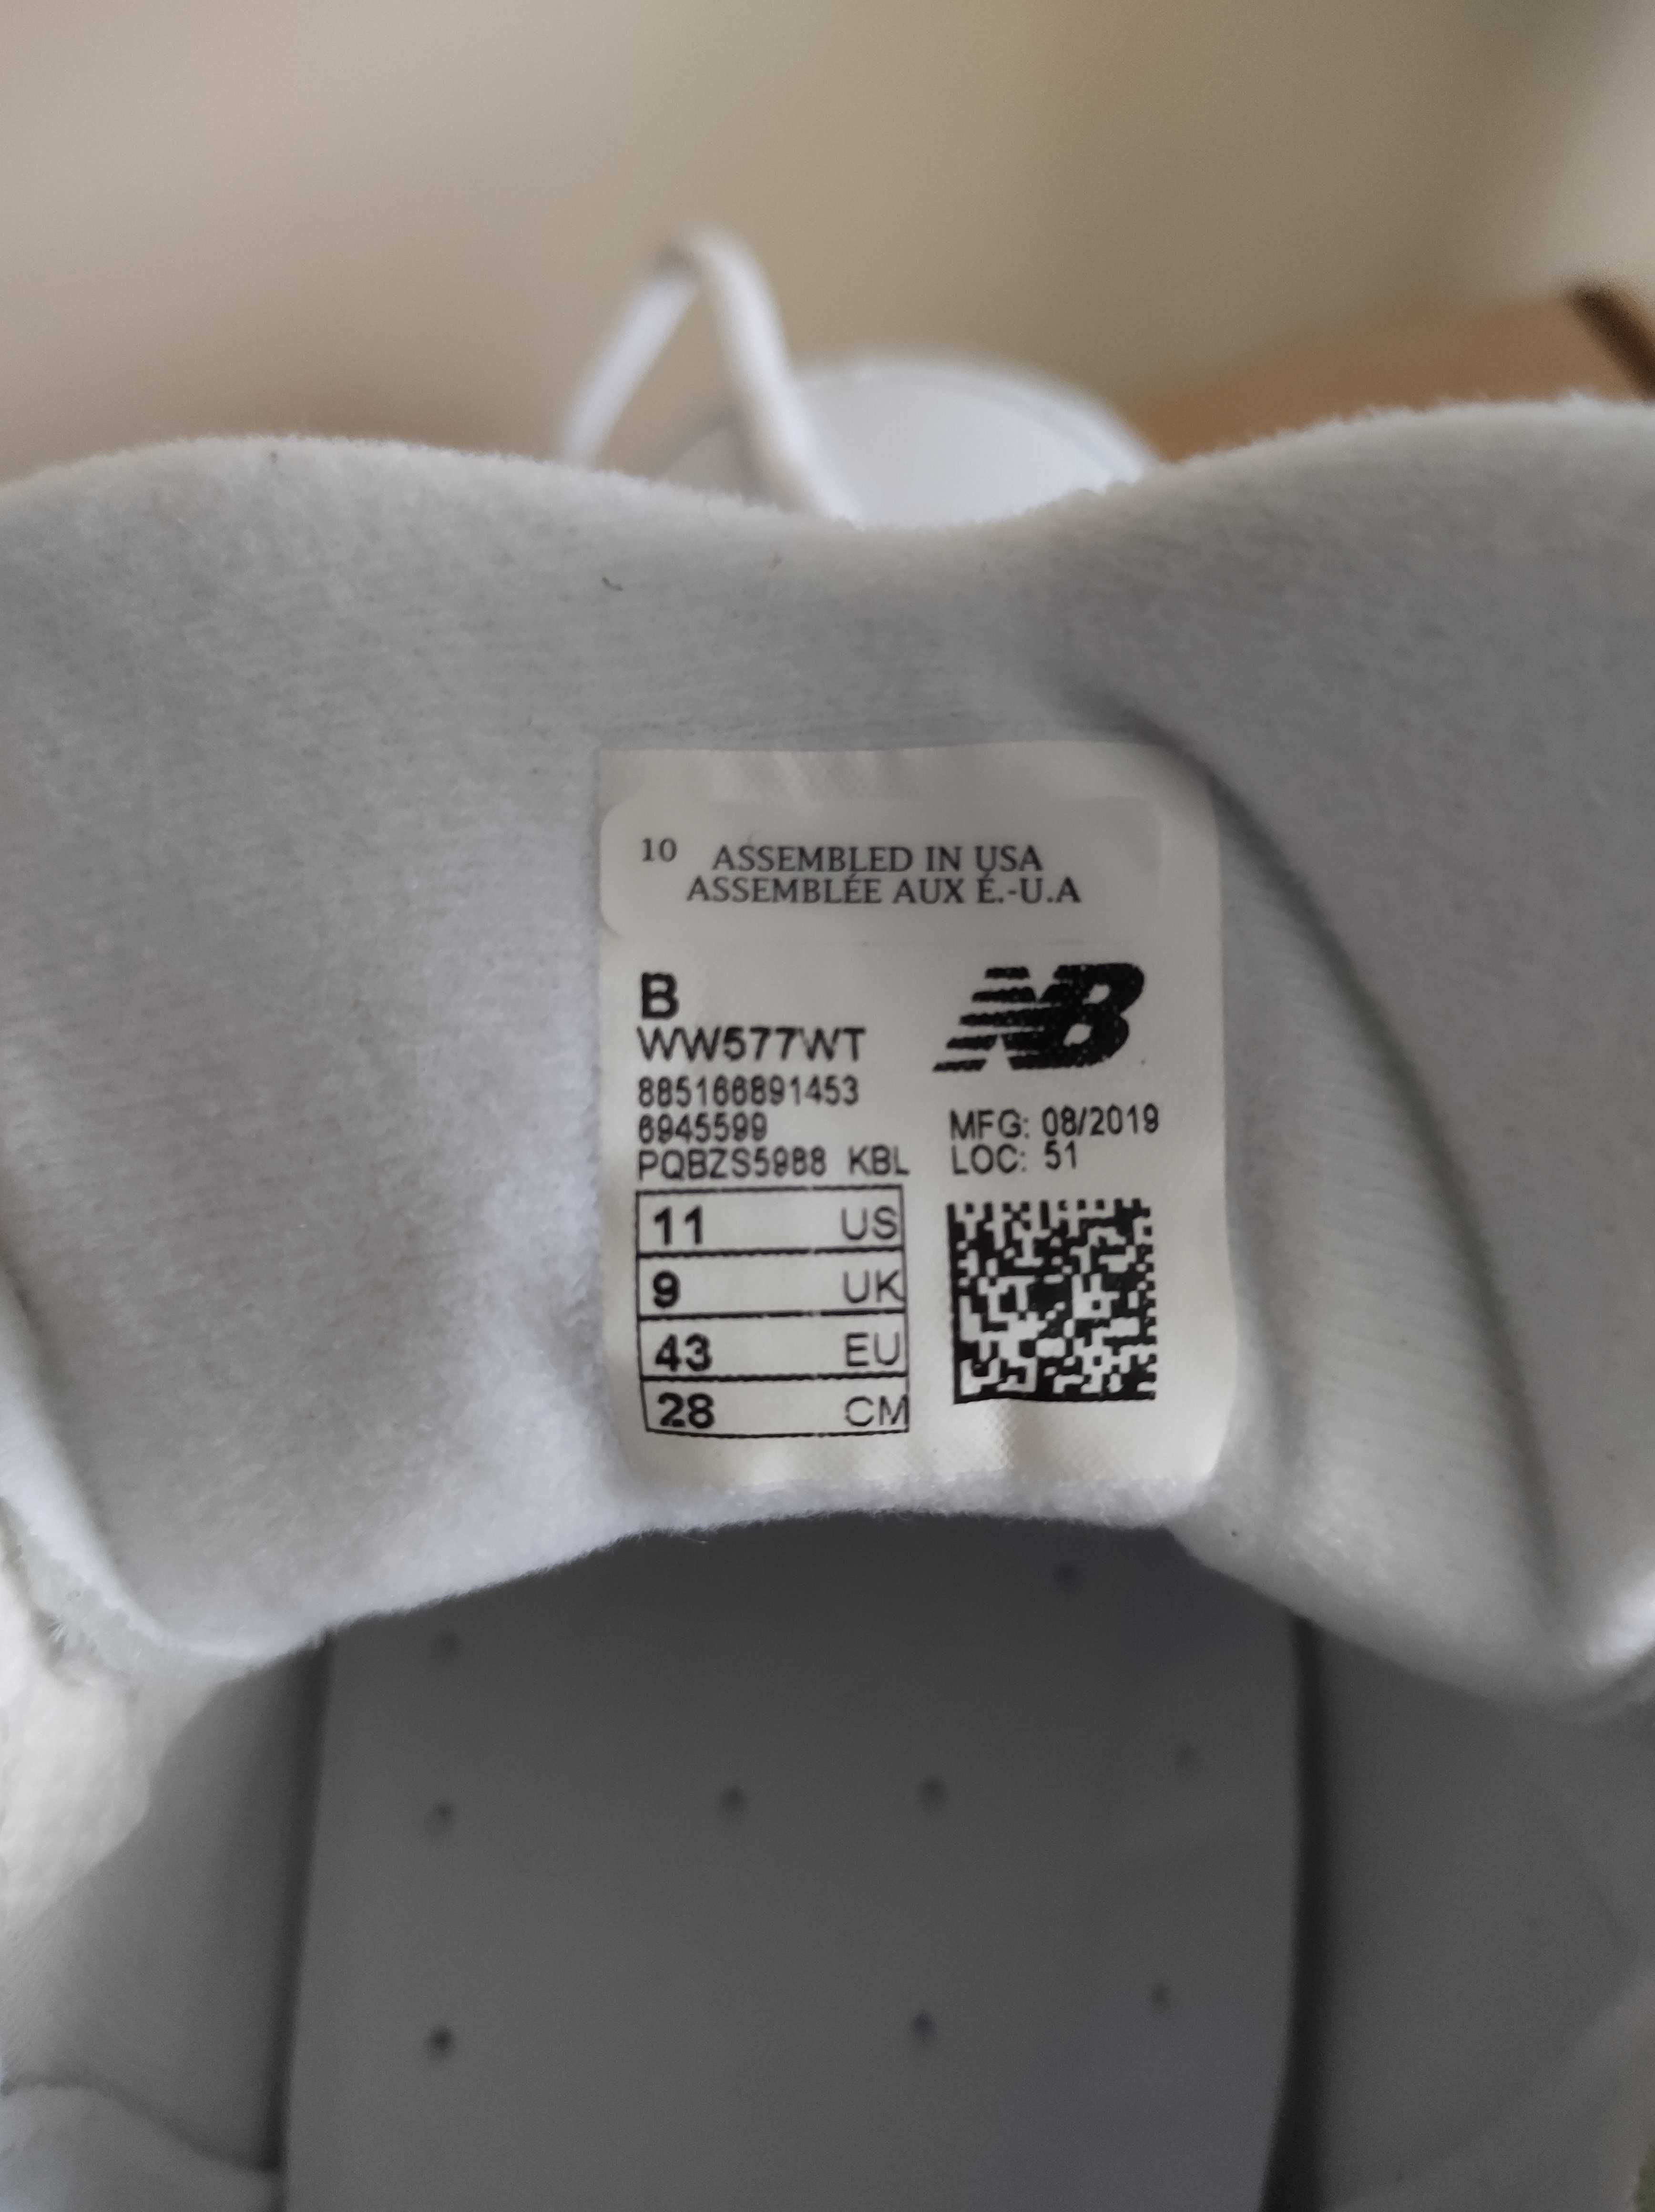 10 ASSEMBLED IN USA
ASSEMBLÉE AUX É.-U.A
B
WW577WT
885166891453
6945599
PQBZS5988 KBL
NB
MFG: 08/2019
LOC: 51
11 US
9 UK
43 EU
28 CM